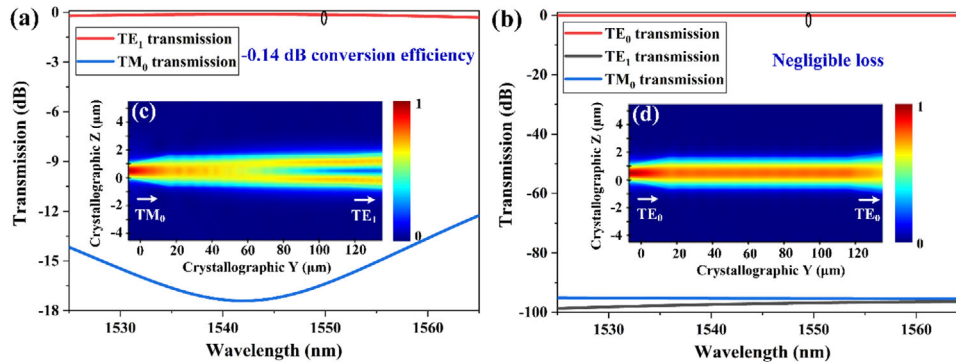 (a)
0
-3
-6
-9
-12
-15
-18
Transmission (dB)
TE₁ transmission
TM₀ transmission
-0.14 dB conversion efficiency
(c)
4
2
0
-2
-4
Crystallographic Z (μm)
TM₀
TE₁
0 20 40 60 80 100 120
Crystallographic Y (μm)
1
0
1530 1540 1550 1560
Wavelength (nm)
(b)
0
-20
-40
-60
-80
-100
Transmission (dB)
TE₀ transmission
TE₁ transmission
TM₀ transmission
Negligible loss
(d)
4
2
0
-2
-4
Crystallographic Z (μm)
TE₀
TE₀
0 20 40 60 80 100 120
Crystallographic Y (μm)
1
0
1530 1540 1550 1560
Wavelength (nm)